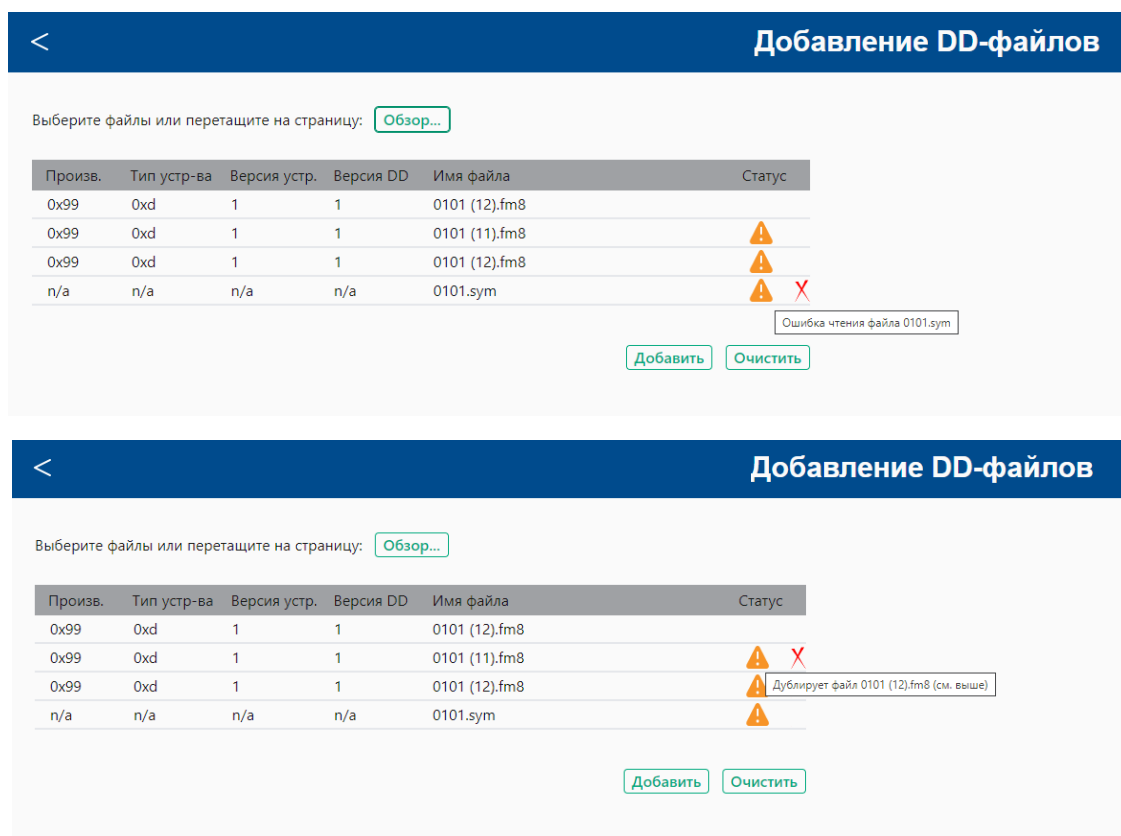 < Добавление DD-файлов
Выберите файлы или перетащите на страницу: Обзор...
Произв. Тип устр-ва Версия устр. Версия DD Имя файла Статус
0x99 0xd 1 1 0101 (12).fm8
0x99 0xd 1 1 0101 (11).fm8
0x99 0xd 1 1 0101 (12).fm8
n/a n/a n/a n/a 0101.sym X
Ошибка чтения файла 0101.sym
Добавить Очистить
< Добавление DD-файлов
Выберите файлы или перетащите на страницу: Обзор...
Произв. Тип устр-ва Версия устр. Версия DD Имя файла Статус
0x99 0xd 1 1 0101 (12).fm8
0x99 0xd 1 1 0101 (11).fm8 X
0x99 0xd 1 1 0101 (12).fm8 Дублирует файл 0101 (12).fm8 (см. выше)
n/a n/a n/a n/a 0101.sym
Добавить Очистить